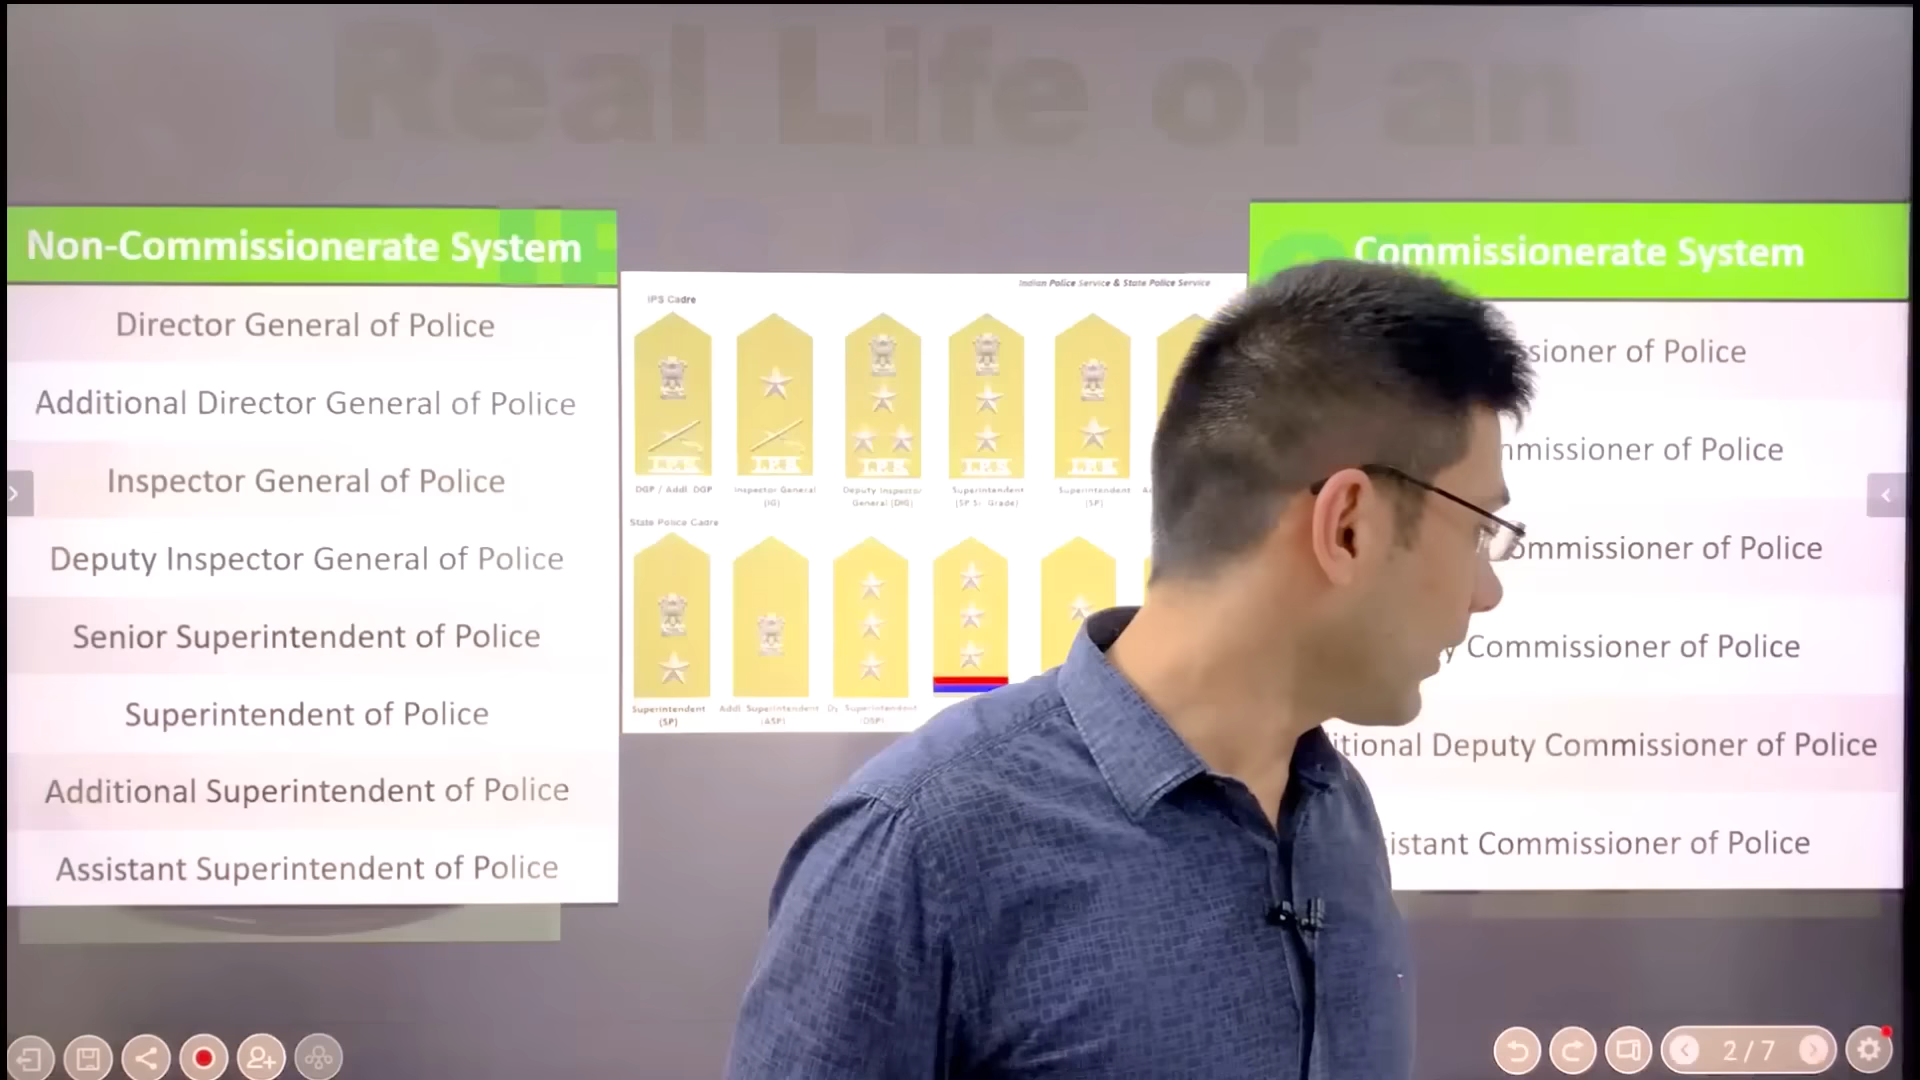 Real Life of an
Non-Commissionerate System
Director General of Police
Additional Director General of Police
Inspector General of Police
Deputy Inspector General of Police
Senior Superintendent of Police
Superintendent of Police
Additional Superintendent of Police
Assistant Superintendent of Police
Indian Police Service & State Police Service
IPS Cadre
DGP / Addl. DGP
Inspector General
(IG)
Deputy Inspector
General (DIG)
Superintendent
Superintendent
(SP)
State Police Cadre
Superintendent
(SP)
Addl. Superintendent
(ASP)
Dy. Superintendent
(DSP)
Commissionerate System
sioner of Police
mmissioner of Police
ommissioner of Police
y Commissioner of Police
itional Deputy Commissioner of Police
istant Commissioner of Police
2/7